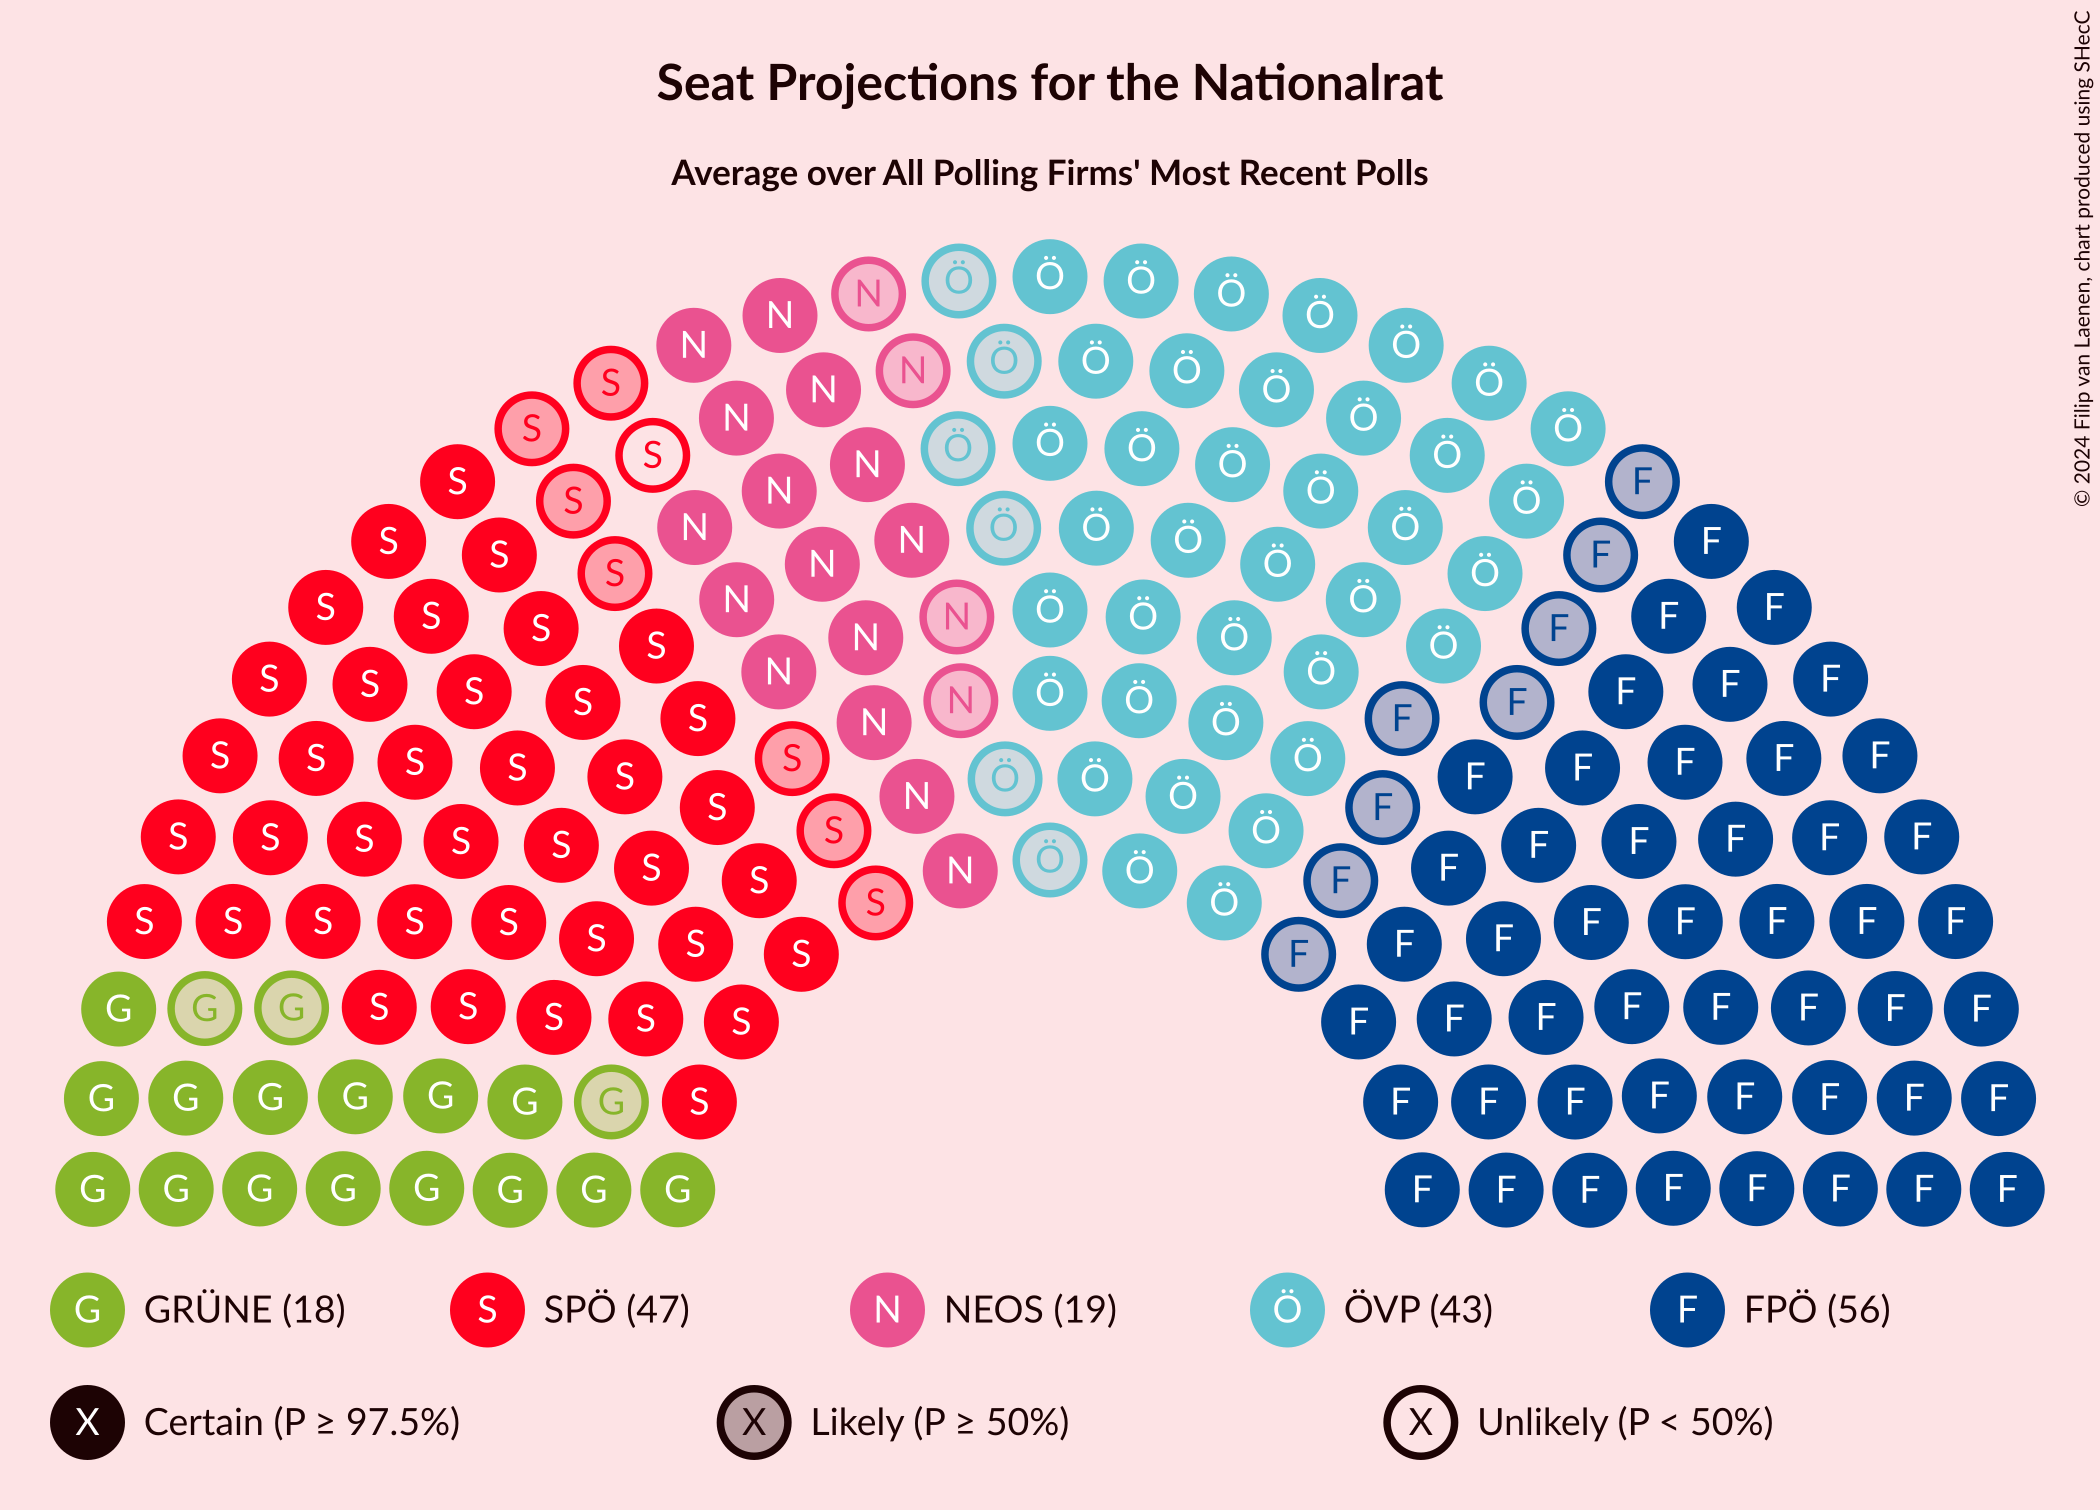 Seat Projections for the Nationalrat
Average over All Polling Firms' Most Recent Polls
© 2024 Filip van Laenen, chart produced using SHecC
N Ö Ö Ö Ö
N Ö
S N N N Ö Ö Ö Ö Ö Ö
S S N Ö Ö Ö Ö Ö Ö
N Ö
S S N Ö Ö F
S S S N N N Ö Ö Ö Ö Ö Ö F F
S S S S N N N Ö Ö Ö Ö Ö F F F
S S S S S N N N Ö Ö Ö Ö F F F F F
S S S S S S S N Ö Ö Ö Ö F F F F F F
S S S S S S S S N Ö Ö Ö F F F F F F F
S S S S S S S S S Ö F F F F F F F F
G G G S S S S S F F F F F F F F
G G G G G G G S F F F F F F F F
G G G G G G G G F F F F F F F F
G GRÜNE (18) S SPÖ (47) N NEOS (19) Ö ÖVP (43) F FPÖ (56)
X Certain (P ≥ 97.5%) X Likely (P ≥ 50%) X Unlikely (P < 50%)